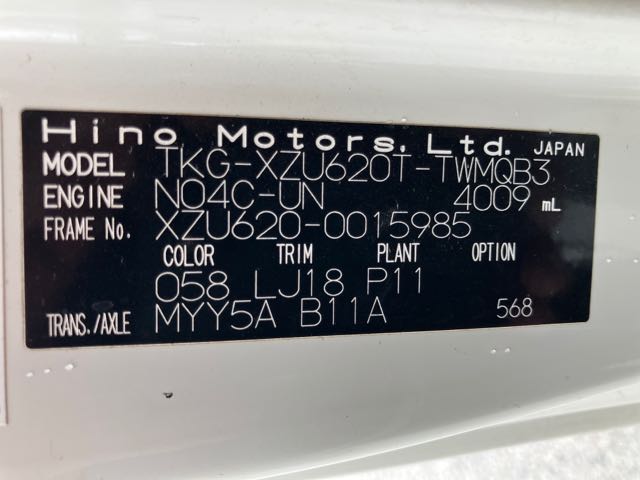 Hino Motors, Ltd. JAPAN
MODEL TKG-XZU620T-TWMQB3
ENGINE N04C-UN 4009 mL
FRAME No. XZU620-0015985
COLOR TRIM PLANT OPTION
058 LJ18 P11
TRANS./AXLE MYY5A B11A 568